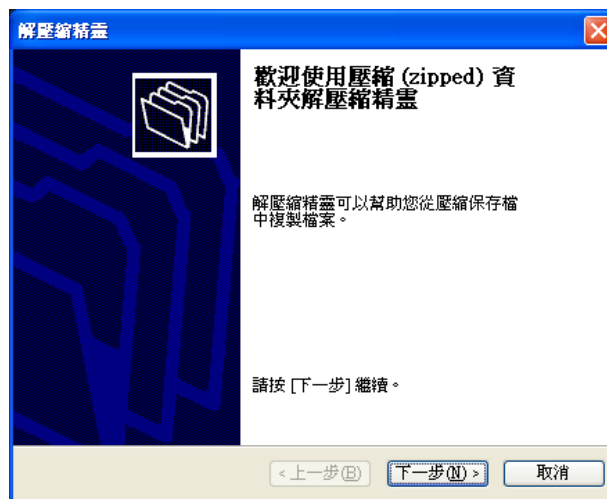 解壓縮精靈
歡迎使用壓縮 (zipped) 資
料夾解壓縮精靈
解壓縮精靈可以幫助您從壓縮保存檔
中複製檔案。
請按 [下一步] 繼續。
<上一步(B) 下一步(N)> 取消